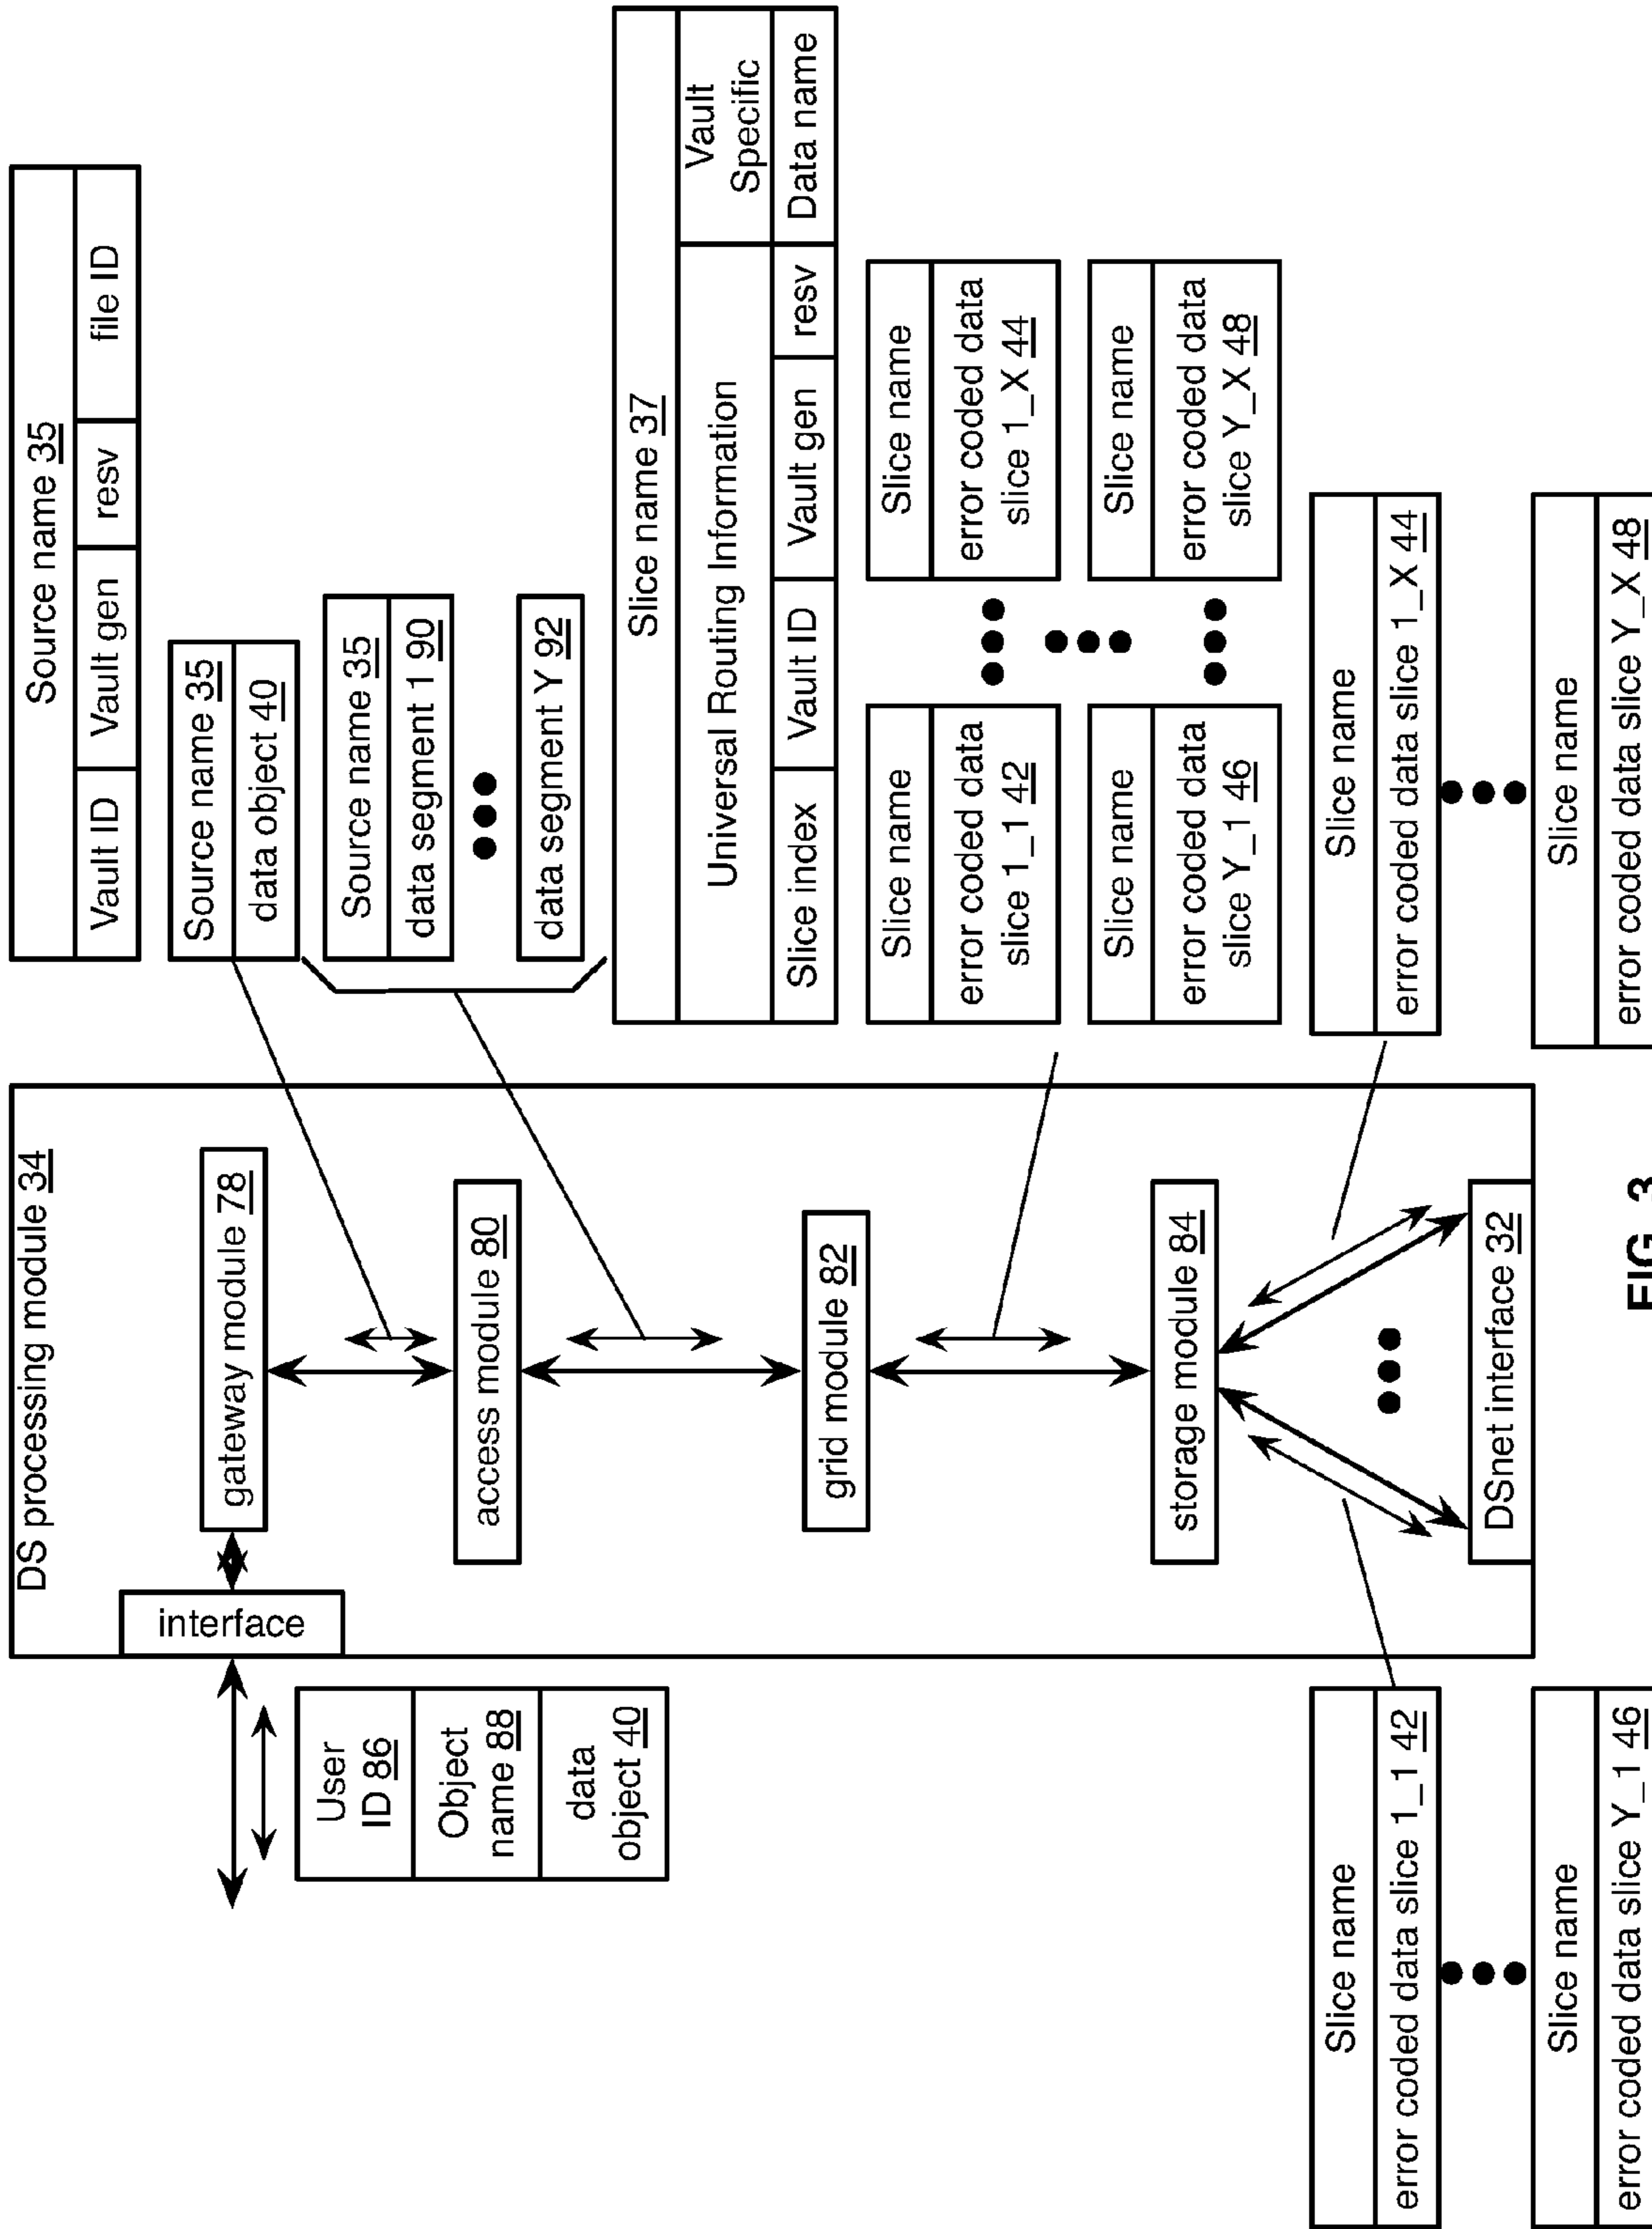 DS processing module 34
interface
gateway module 78
access module 80
grid module 82
storage module 84
DSnet interface 32
User
ID 86
Object
name 88
data
object 40
Source name 35
Vault ID
Vault gen
resv
file ID
Source name 35
data object 40
Source name 35
data segment 1 90
data segment Y 92
Slice name 37
Universal Routing Information
Vault
Specific
Slice index
Vault ID
Vault gen
resv
Data name
Slice name
error coded data
slice 1_1 42
Slice name
error coded data
slice 1_X 44
Slice name
error coded data
slice Y_1 46
Slice name
error coded data
slice Y_X 48
Slice name
error coded data slice 1_1 42
Slice name
error coded data slice Y_1 46
Slice name
error coded data slice 1_X 44
Slice name
error coded data slice Y_X 48
FIG. 3